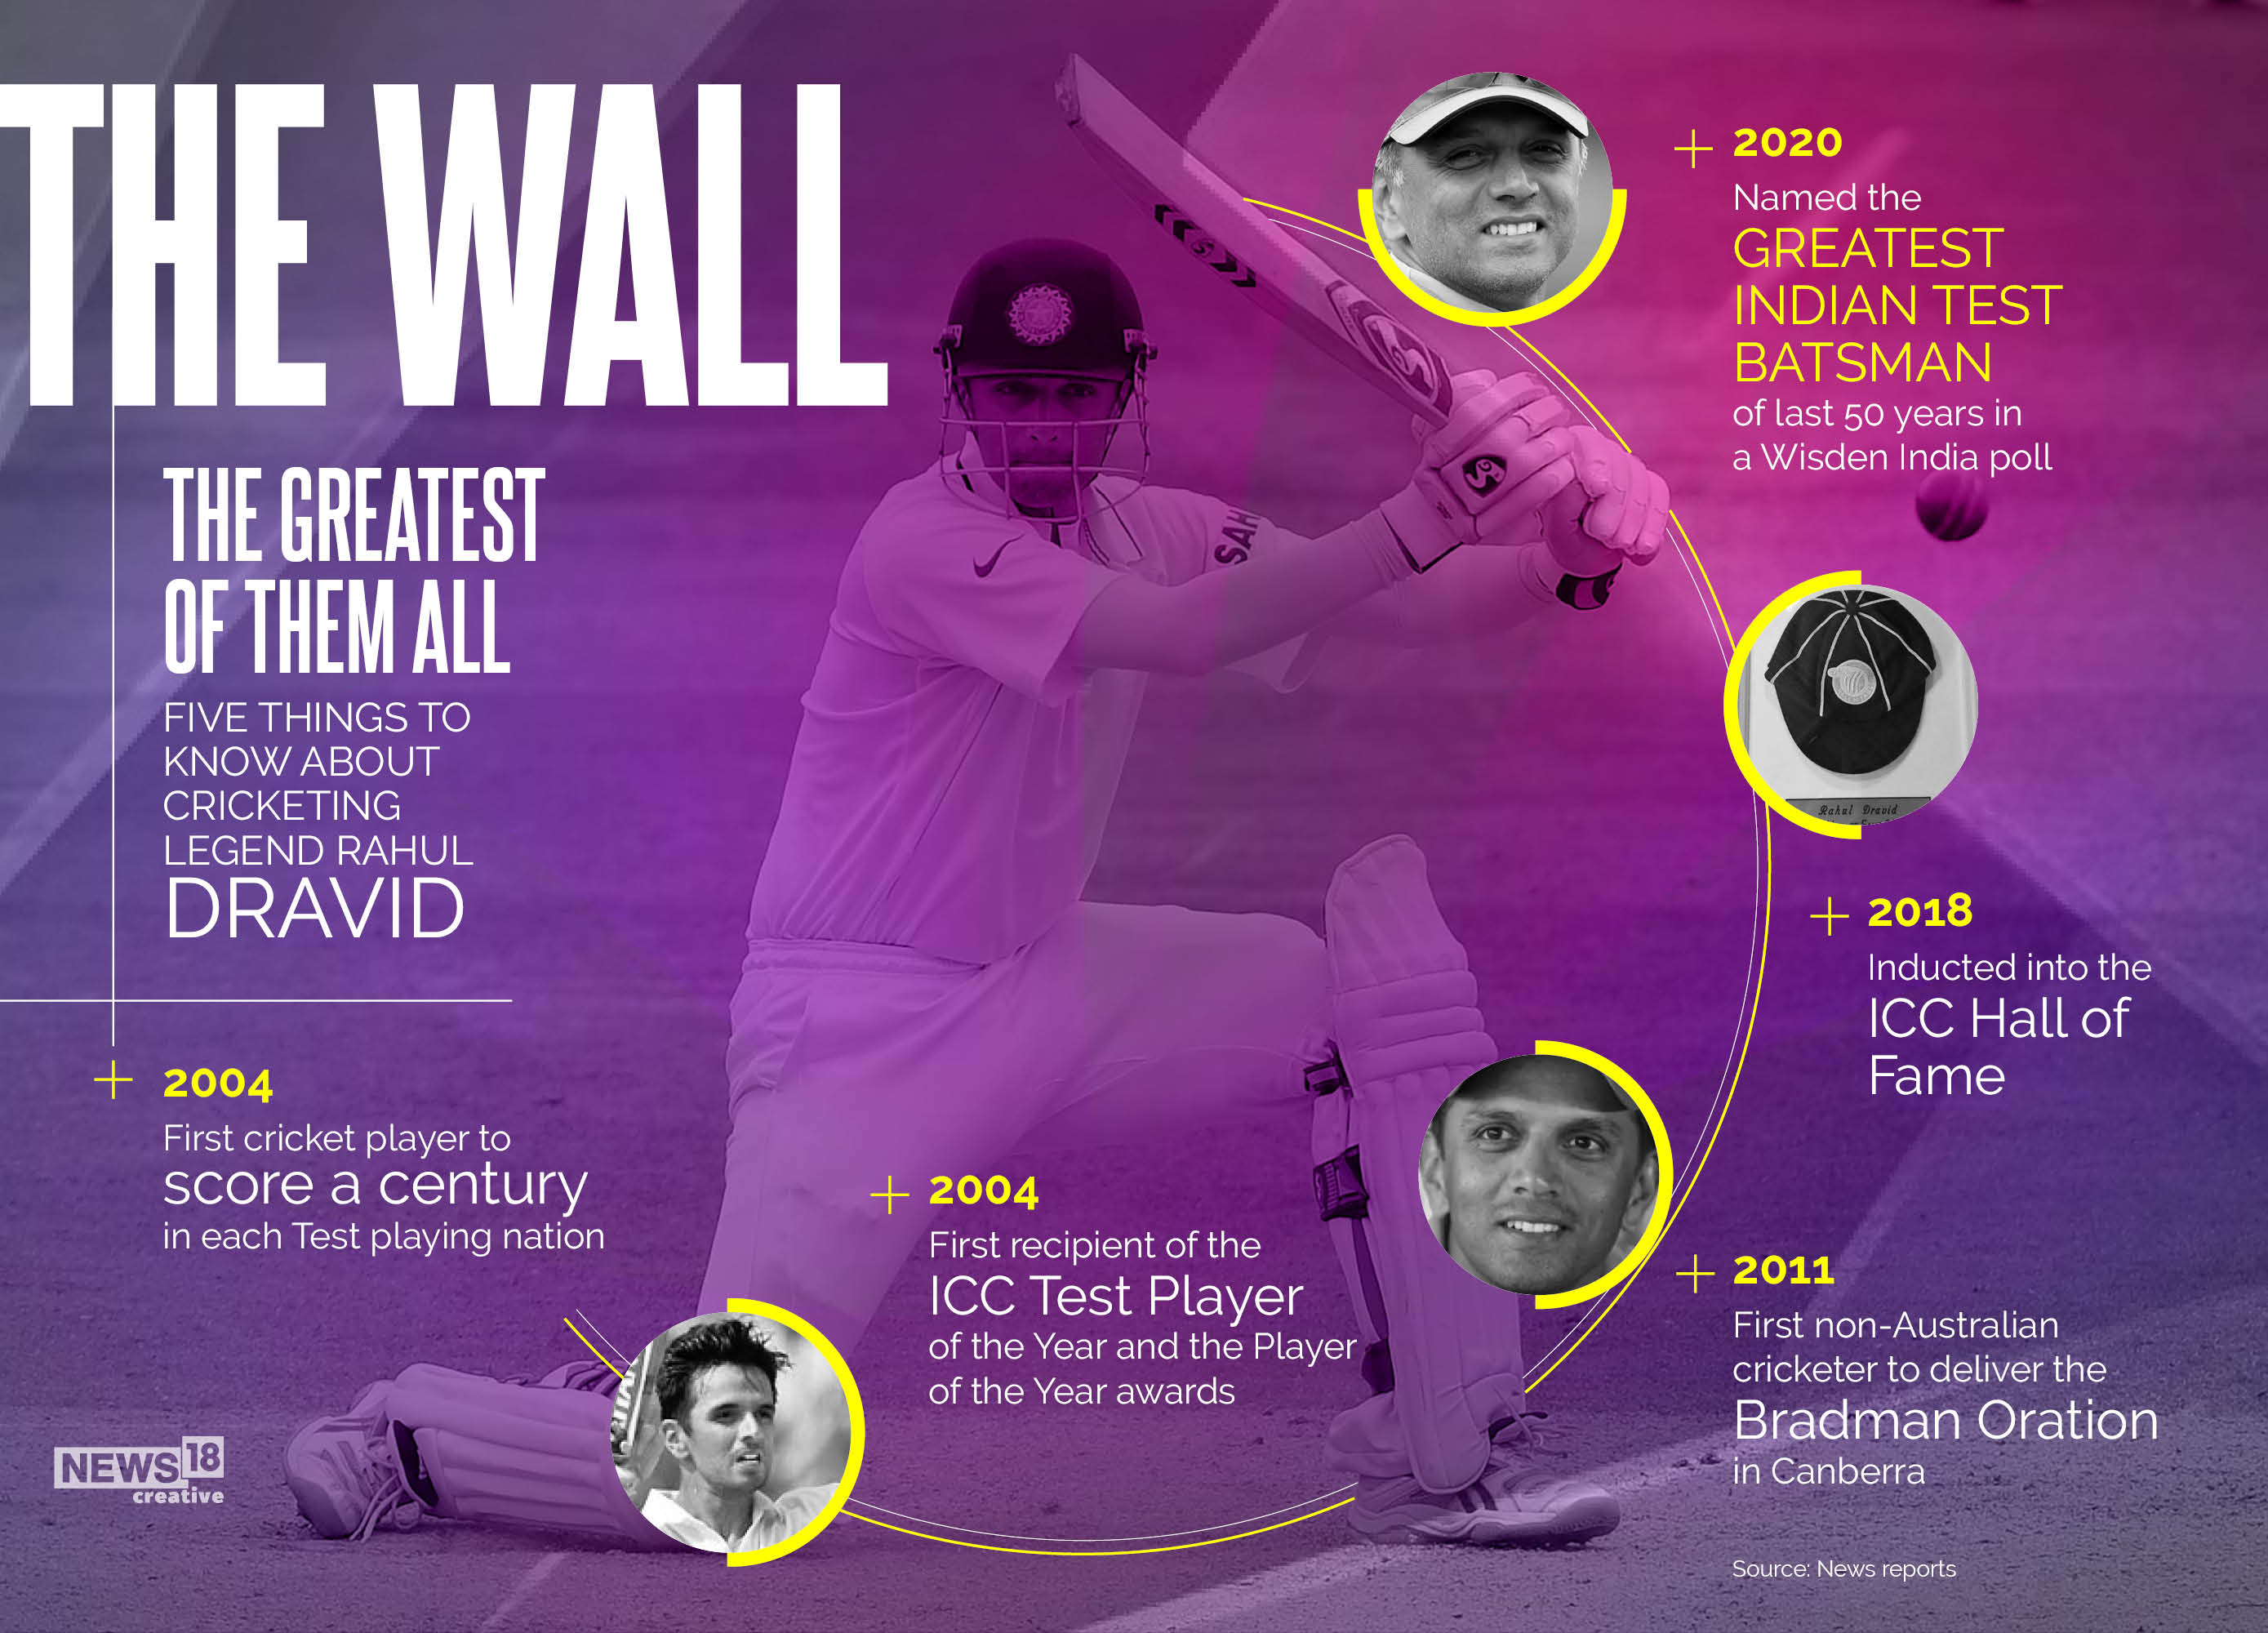 THE WALL
THE GREATEST
OF THEM ALL
FIVE THINGS TO
KNOW ABOUT
CRICKETING
LEGEND RAHUL
DRAVID
+ 2004
First cricket player to
score a century
in each Test playing nation
+ 2004
First recipient of the
ICC Test Player
of the Year and the Player
of the Year awards
+ 2011
First non-Australian
cricketer to deliver the
Bradman Oration
in Canberra
+ 2018
Inducted into the
ICC Hall of
Fame
+ 2020
Named the
GREATEST
INDIAN TEST
BATSMAN
of last 50 years in
a Wisden India poll
Rahul Dravid
SAH
SG
NEWS18
creative
Source: News reports